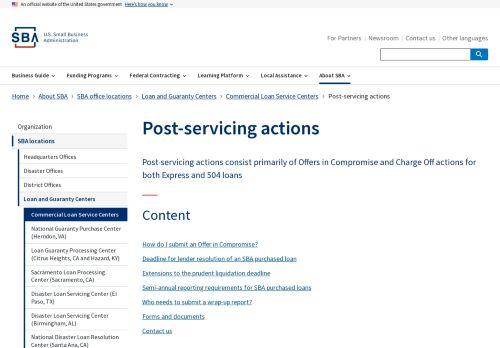 An official website of the United States government Here's how you know
SBA U.S. Small Business
Administration
For Partners Newsroom Contact us Other languages
Business Guide Funding Programs Federal Contracting Learning Platform Local Assistance About SBA
Home › About SBA › SBA office locations › Loan and Guaranty Centers › Commercial Loan Service Centers › Post-servicing actions
Organization
SBA locations
Headquarters Offices
Disaster Offices
District Offices
Loan and Guaranty Centers
Commercial Loan Service Centers
National Guaranty Purchase Center
(Herndon, VA)
Loan Guaranty Processing Center
(Citrus Heights, CA and Hazard, KY)
Sacramento Loan Processing
Center (Sacramento, CA)
Disaster Loan Servicing Center (El
Paso, TX)
Disaster Loan Servicing Center
(Birmingham, AL)
National Disaster Loan Resolution
Center (Santa Ana, CA)
Post-servicing actions
Post-servicing actions consist primarily of Offers in Compromise and Charge Off actions for
both Express and 504 loans
Content
How do I submit an Offer in Compromise?
Deadline for lender resolution of an SBA purchased loan
Extensions to the prudent liquidation deadline
Semi-annual reporting requirements for SBA purchased loans
Who needs to submit a wrap-up report?
Forms and documents
Contact us